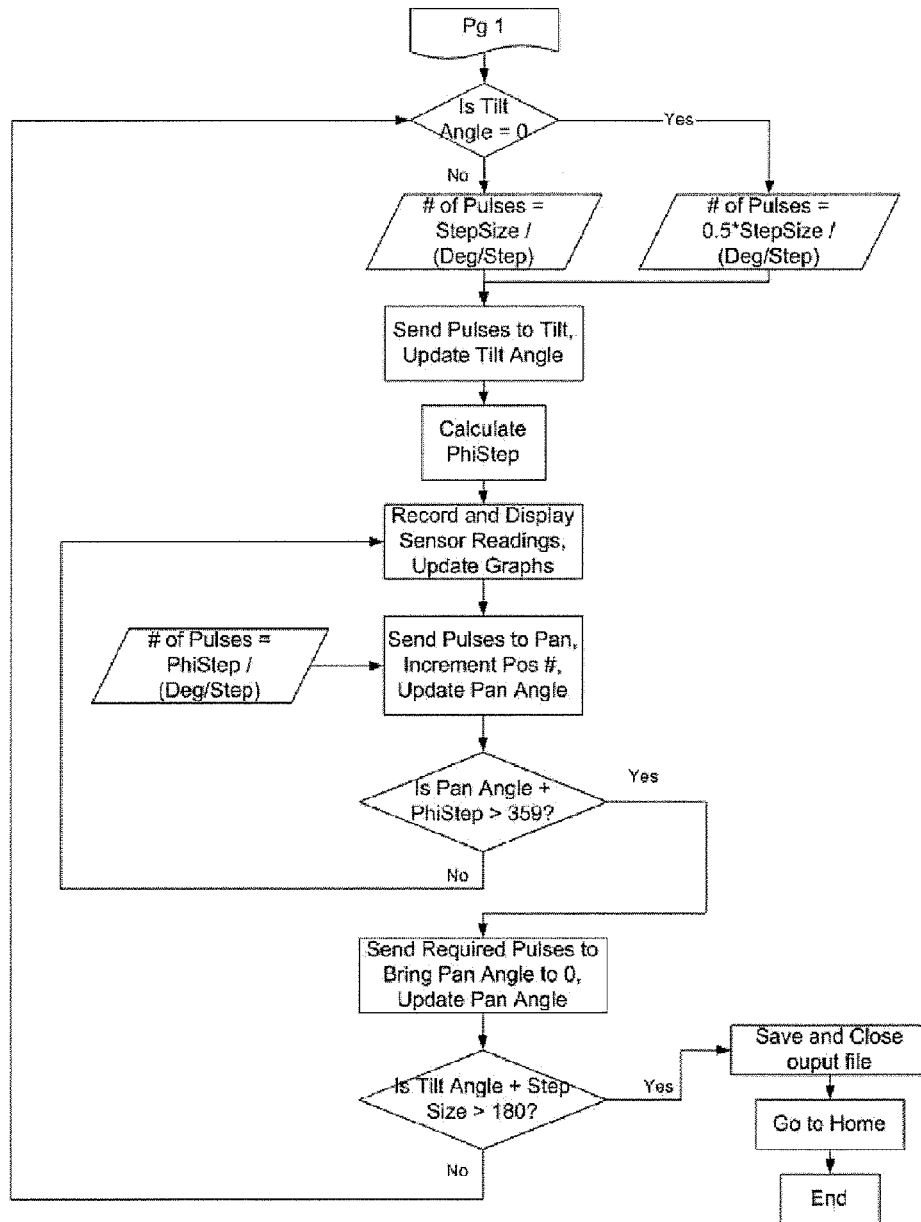 Pg 1
Is Tilt
Angle = 0
Yes
No
# of Pulses =
StepSize /
(Deg/Step)
# of Pulses =
0.5*StepSize /
(Deg/Step)
Send Pulses to Tilt,
Update Tilt Angle
Calculate
PhiStep
Record and Display
Sensor Readings,
Update Graphs
# of Pulses =
PhiStep /
(Deg/Step)
Send Pulses to Pan,
Increment Pos #,
Update Pan Angle
Is Pan Angle +
PhiStep > 359?
Yes
No
Send Required Pulses to
Bring Pan Angle to 0,
Update Pan Angle
Is Tilt Angle + Step
Size > 180?
Yes
No
Save and Close
ouput file
Go to Home
End